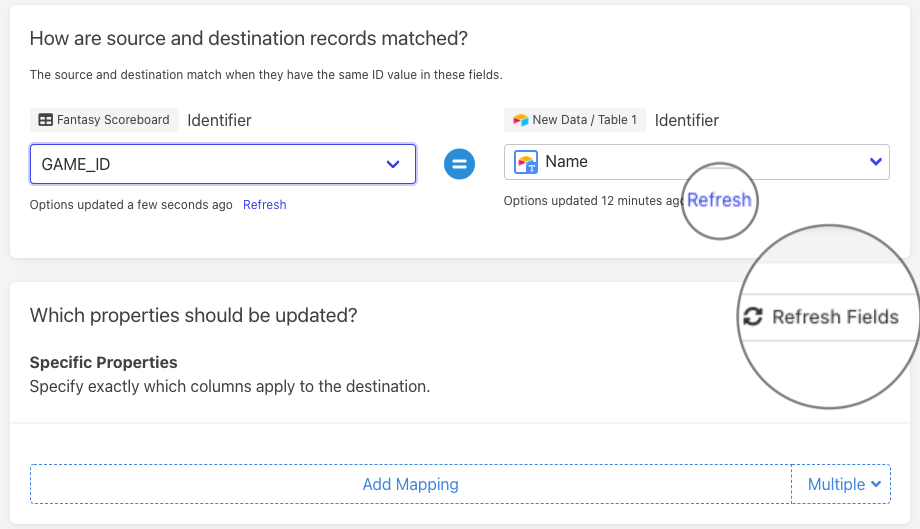 How are source and destination records matched?
The source and destination match when they have the same ID value in these fields.
Fantasy Scoreboard Identifier
New Data / Table 1 Identifier
GAME_ID
Name
Options updated a few seconds ago Refresh
Options updated 12 minutes ago Refresh
Refresh Fields
Which properties should be updated?
Specific Properties
Specify exactly which columns apply to the destination.
Add Mapping
Multiple